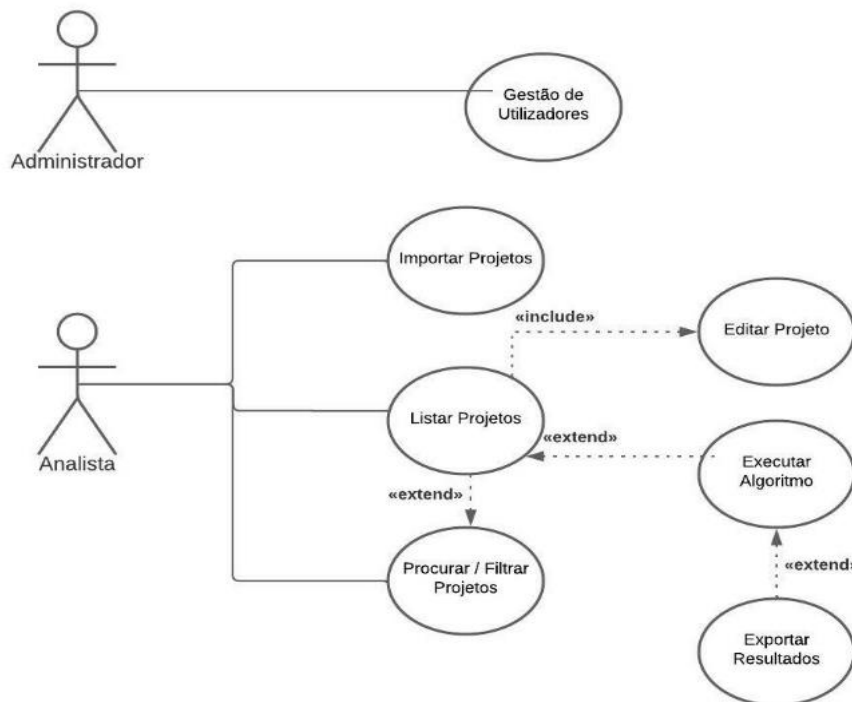 Gestão de
Utilizadores
Administrador
Importar Projetos
«include»
Editar Projeto
Listar Projetos
«extend»
Executar
Algoritmo
Analista
«extend»
Procurar / Filtrar
Projetos
«extend»
Exportar
Resultados